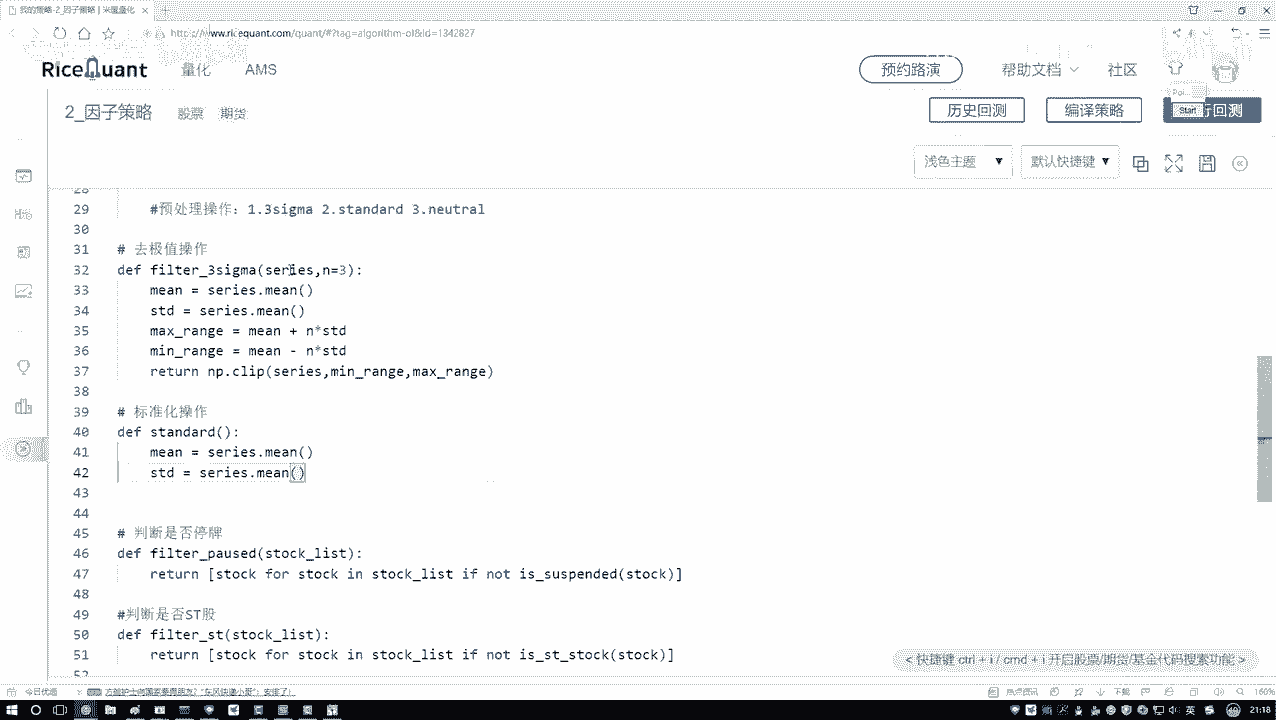 我的策略-2_因子策略 | 米筐量化
http://www.ricequant.com/quant/#?tag=algorithm-ol&id=1342827
RiceQuant 量化 AMS 预约路演 帮助文档 社区
2_因子策略 股票 期货 历史回测 编译策略 行回测
Start
浅色主题 默认快捷键
28
29 #预处理操作：1.3sigma 2.standard 3.neutral
30
31 # 去极值操作
32 def filter_3sigma(series,n=3):
33 mean = series.mean()
34 std = series.mean()
35 max_range = mean + n*std
36 min_range = mean - n*std
37 return np.clip(series,min_range,max_range)
38
39 # 标准化操作
40 def standard():
41 mean = series.mean()
42 std = series.mean()
43
44
45 # 判断是否停牌
46 def filter_paused(stock_list):
47 return [stock for stock in stock_list if not is_suspended(stock)]
48
49 #判断是否ST股
50 def filter_st(stock_list):
51 return [stock for stock in stock_list if not is_st_stock(stock)]
52
< 快捷键 ctrl + i / cmd + i 开启股票/期货/基金代码搜索功能 >
今日优选 热点资讯 下载 160%
英 21:18